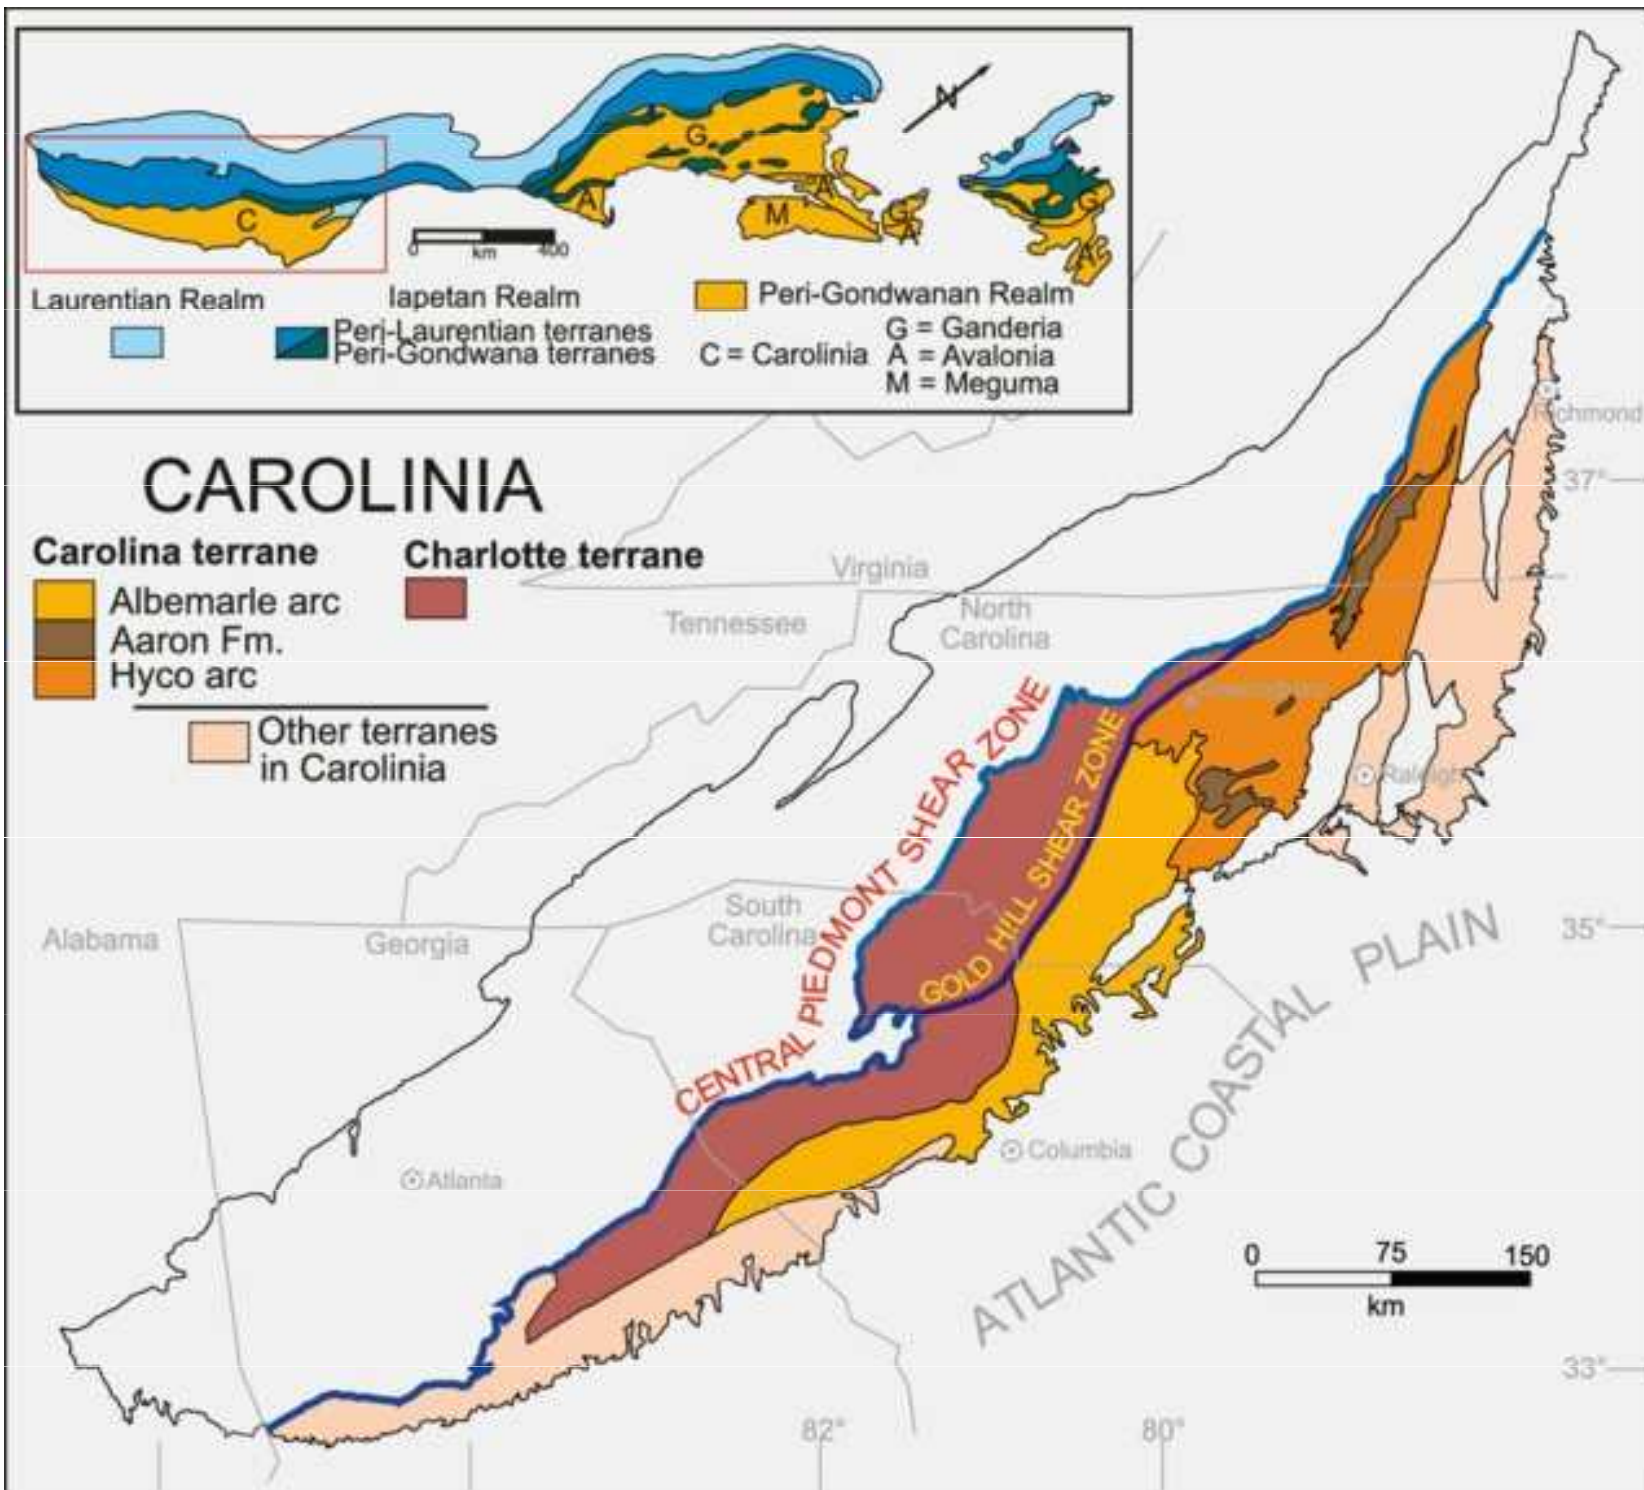 N
G
A
A
C
M
G
A
G
A
0 km 400
Laurentian Realm
Iapetan Realm
Peri-Laurentian terranes
Peri-Gondwana terranes
Peri-Gondwanan Realm
G = Ganderia
C = Carolinia A = Avalonia
M = Meguma
CAROLINIA
Carolina terrane
Albemarle arc
Aaron Fm.
Hyco arc
Charlotte terrane
Other terranes
in Carolinia
Richmond
37°
Virginia
Tennessee
North
Carolina
CENTRAL PIEDMONT SHEAR ZONE
GOLD HILL SHEAR ZONE
Raleigh
South
Carolina
Alabama
Georgia
35°
ATLANTIC COASTAL PLAIN
Columbia
Atlanta
0 75 150
km
33°
82°
80°